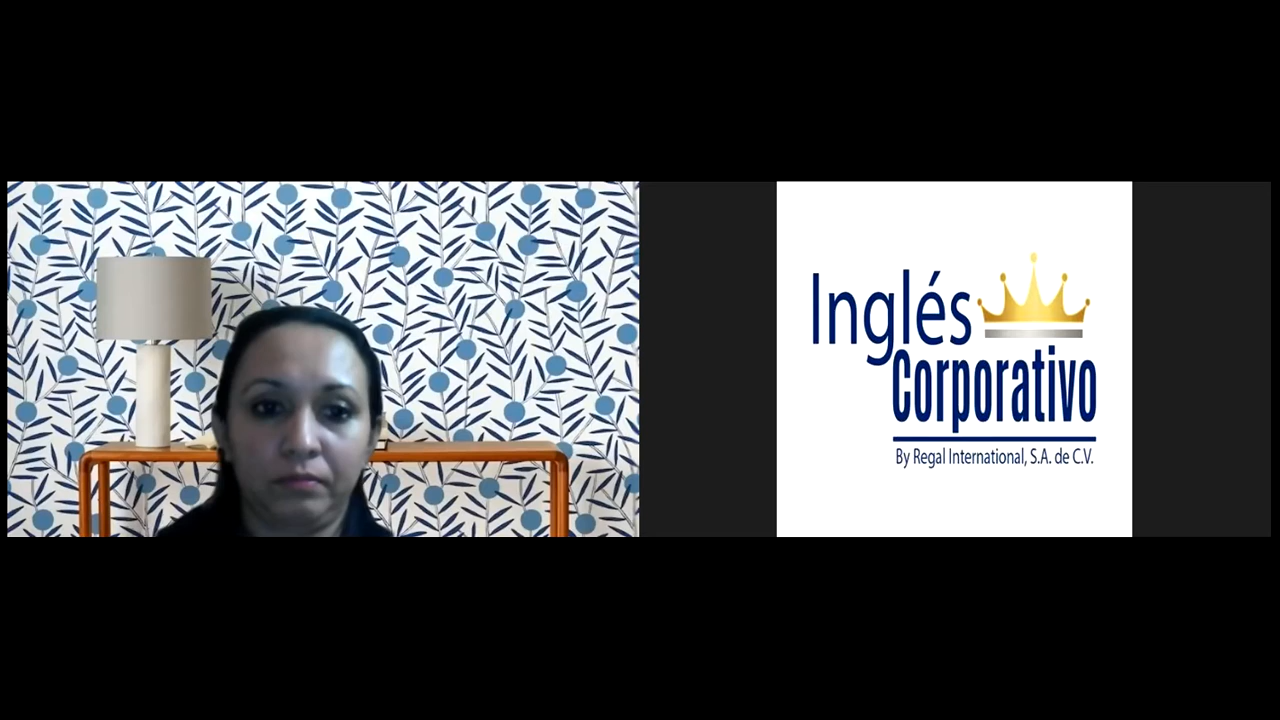 Inglés
Corporativo
By Regal International, S.A. de C.V.